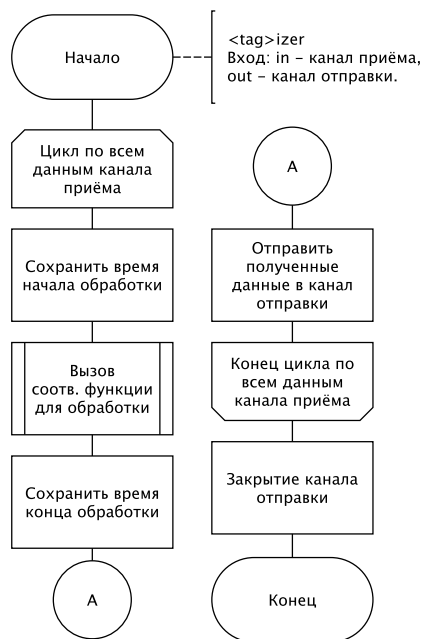 Начало
<tag>izer
Вход: in – канал приёма,
out – канал отправки.
Цикл по всем
данным канала
приёма
Сохранить время
начала обработки
Вызов
соотв. функции
для обработки
Сохранить время
конца обработки
А
А
Отправить
полученные
данные в канал
отправки
Конец цикла по
всем данным
канала приёма
Закрытие канала
отправки
Конец